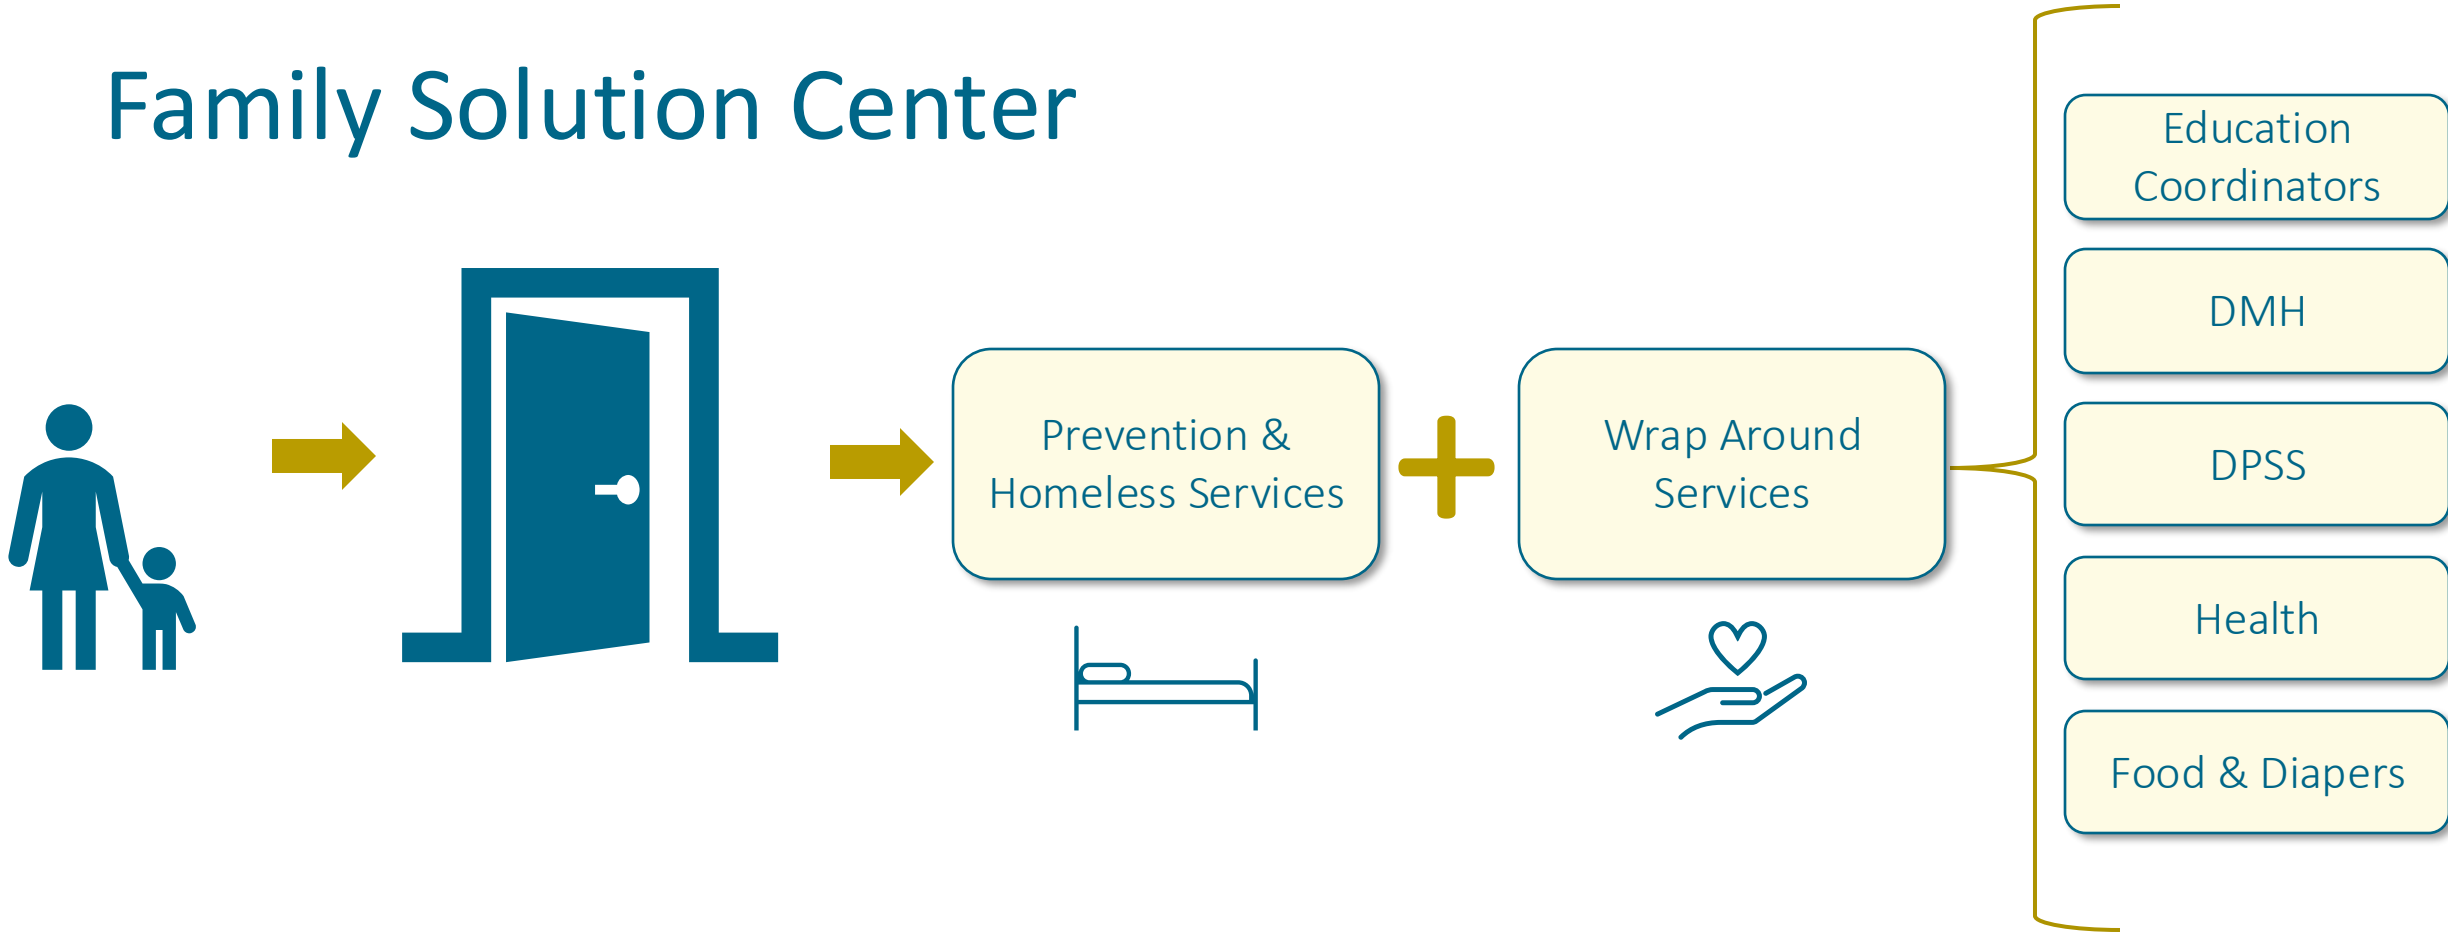 Family Solution Center
Prevention &
Homeless Services
Wrap Around
Services
Education
Coordinators
DMH
DPSS
Health
Food & Diapers